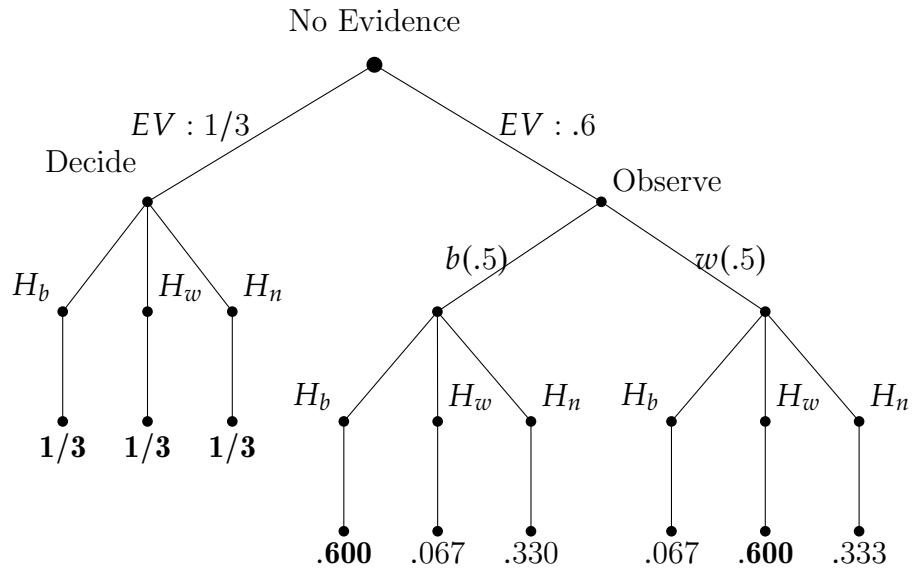 No Evidence
EV : 1/3
EV : .6
Decide
Observe
b(.5)
w(.5)
H_b
H_w
H_n
H_b
H_w
H_n
H_b
H_w
H_n
1/3
1/3
1/3
.600
.067
.330
.067
.600
.333